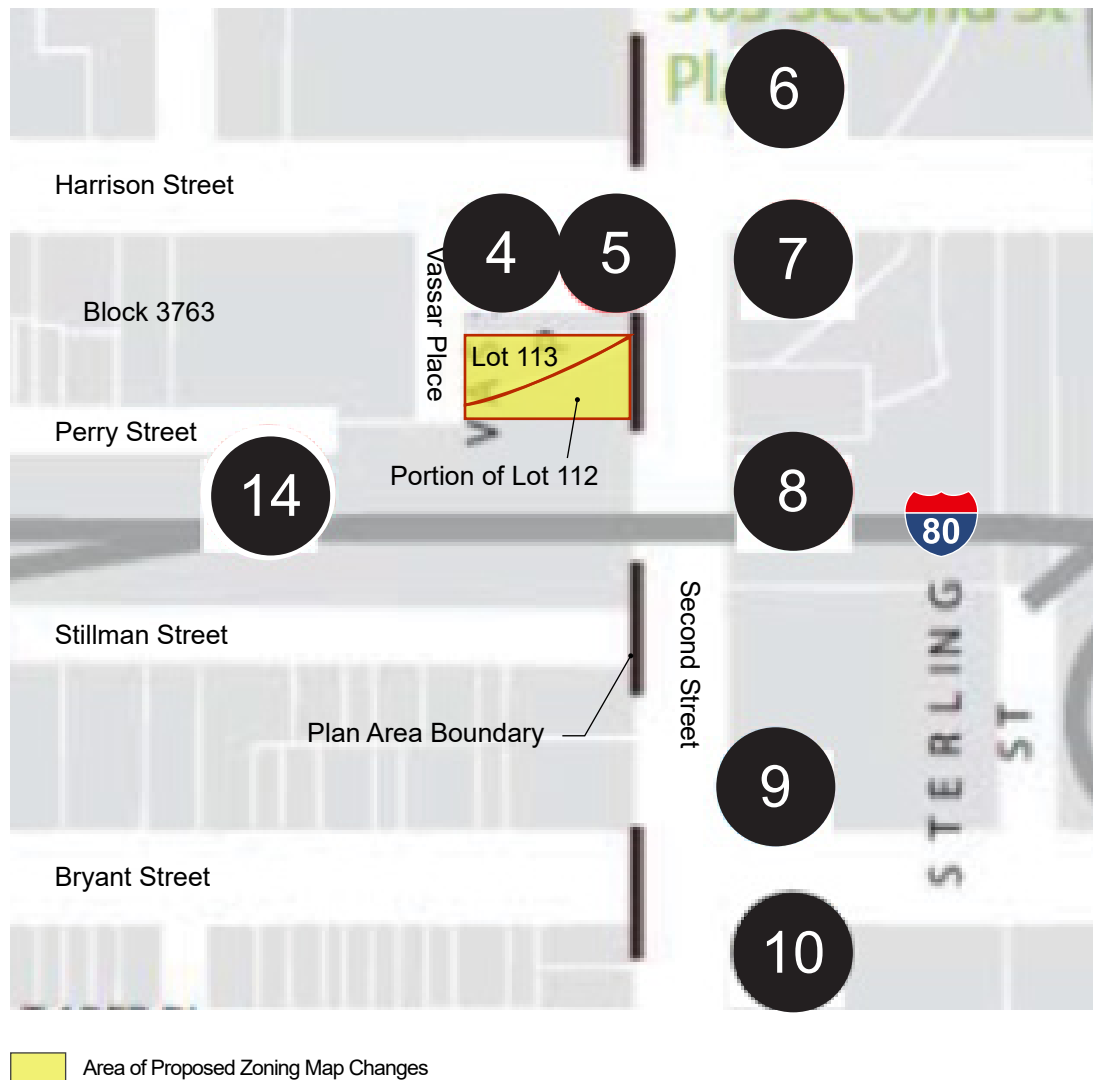 Second St
6
Harrison Street
4
5
7
Vassar Place
Block 3763
Lot 113
Perry Street
Portion of Lot 112
14
8
80
Stillman Street
Second Street
Plan Area Boundary
STERLING
ST
9
Bryant Street
10
Area of Proposed Zoning Map Changes